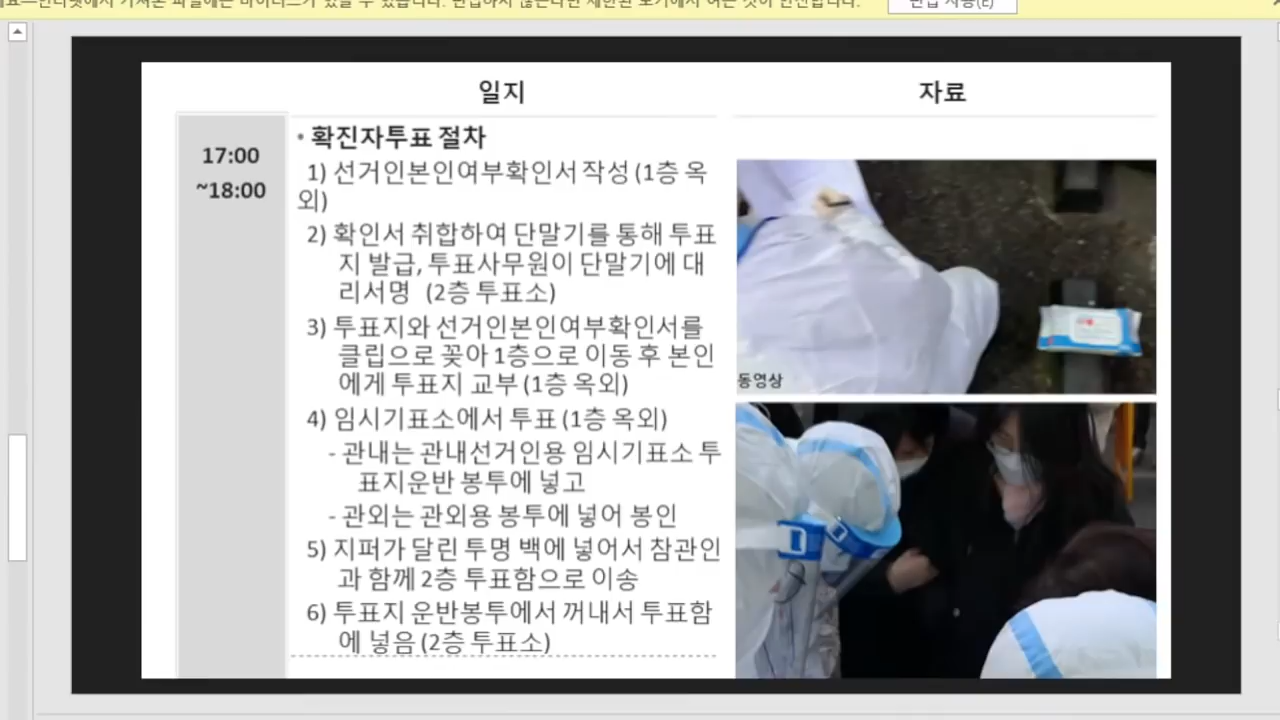 일지
자료
17:00
~18:00
• 확진자투표 절차
1) 선거인본인여부확인서 작성 (1층 옥
외)
2) 확인서 취합하여 단말기를 통해 투표
지 발급, 투표사무원이 단말기에 대
리서명 (2층 투표소)
3) 투표지와 선거인본인여부확인서를
클립으로 꽂아 1층으로 이동 후 본인
에게 투표지 교부 (1층 옥외)
4) 임시기표소에서 투표 (1층 옥외)
- 관내는 관내선거인용 임시기표소 투
표지운반 봉투에 넣고
- 관외는 관외용 봉투에 넣어 봉인
5) 지퍼가 달린 투명 백에 넣어서 참관인
과 함께 2층 투표함으로 이송
6) 투표지 운반봉투에서 꺼내서 투표함
에 넣음 (2층 투표소)
동영상